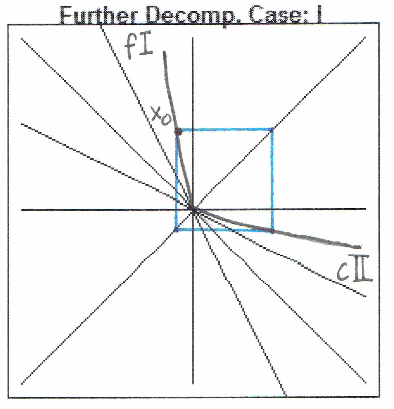 Further Decomp. Case: I
fI
x0
cII